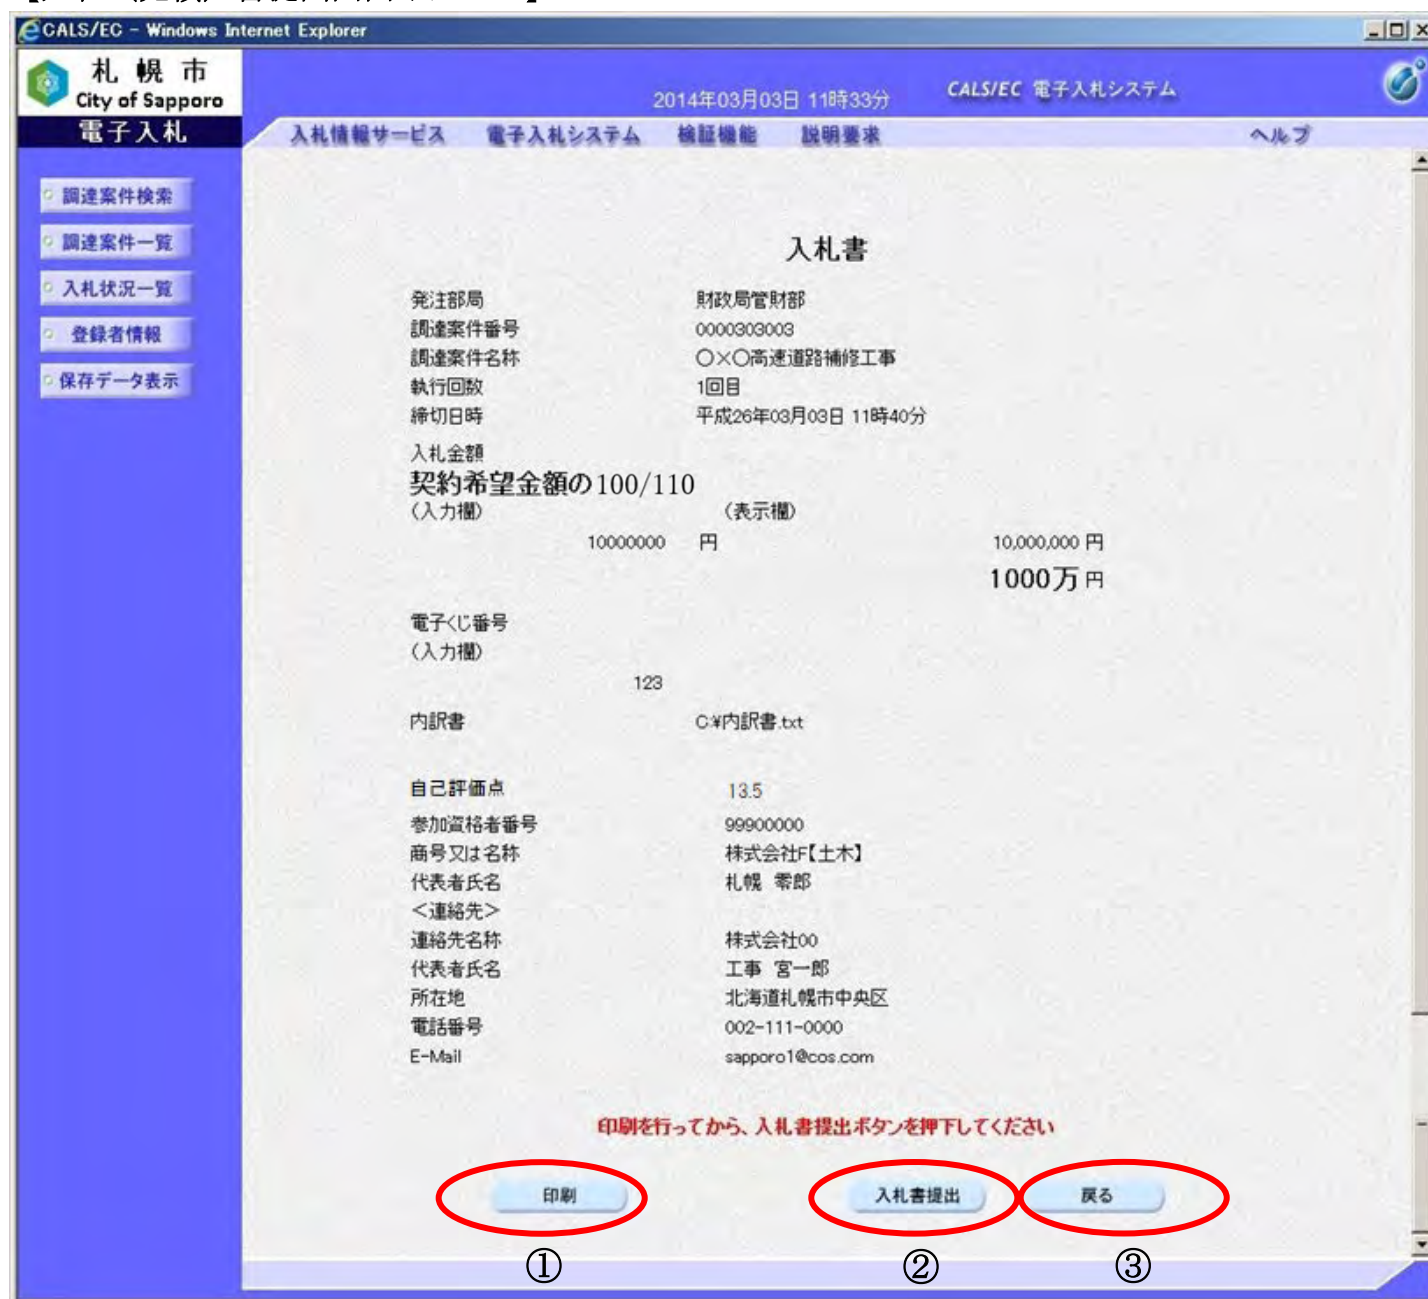 CALS/EC - Windows Internet Explorer
札幌市
City of Sapporo
2014年03月03日 11時33分
CALS/EC 電子入札システム
電子入札
入札情報サービス 電子入札システム 検証機能 説明要求 ヘルプ
調達案件検索
調達案件一覧
入札状況一覧
登録者情報
保存データ表示
入札書
発注部局 財政局管財部
調達案件番号 0000303003
調達案件名称 〇×〇高速道路補修工事
執行回数 1回目
締切日時 平成26年03月03日 11時40分
入札金額
契約希望金額の100/110
(入力欄) (表示欄)
10000000 円 10,000,000 円
1000万円
電子くじ番号
(入力欄)
123
内訳書 C:¥内訳書.txt
自己評価点 13.5
参加資格者番号 99900000
商号又は名称 株式会社F【土木】
代表者氏名 札幌 零郎
<連絡先>
連絡先名称 株式会社00
代表者氏名 工事 宮一郎
所在地 北海道札幌市中央区
電話番号 002-111-0000
E-Mail sapporo1@cos.com
印刷を行ってから、入札書提出ボタンを押下してください
印刷 入札書提出 戻る
① ② ③